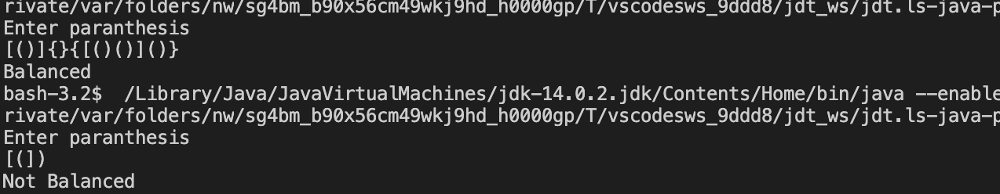 rivate/var/folders/nw/sg4bm_b90x56cm49wkj9hd_h0000gp/T/vscodesws_9ddd8/jdt_ws/jdt.ls-java-p
Enter paranthesis
[()]{}{[()()]()}
Balanced
bash-3.2$  /Library/Java/JavaVirtualMachines/jdk-14.0.2.jdk/Contents/Home/bin/java --enable
rivate/var/folders/nw/sg4bm_b90x56cm49wkj9hd_h0000gp/T/vscodesws_9ddd8/jdt_ws/jdt.ls-java-p
Enter paranthesis
[(])
Not Balanced